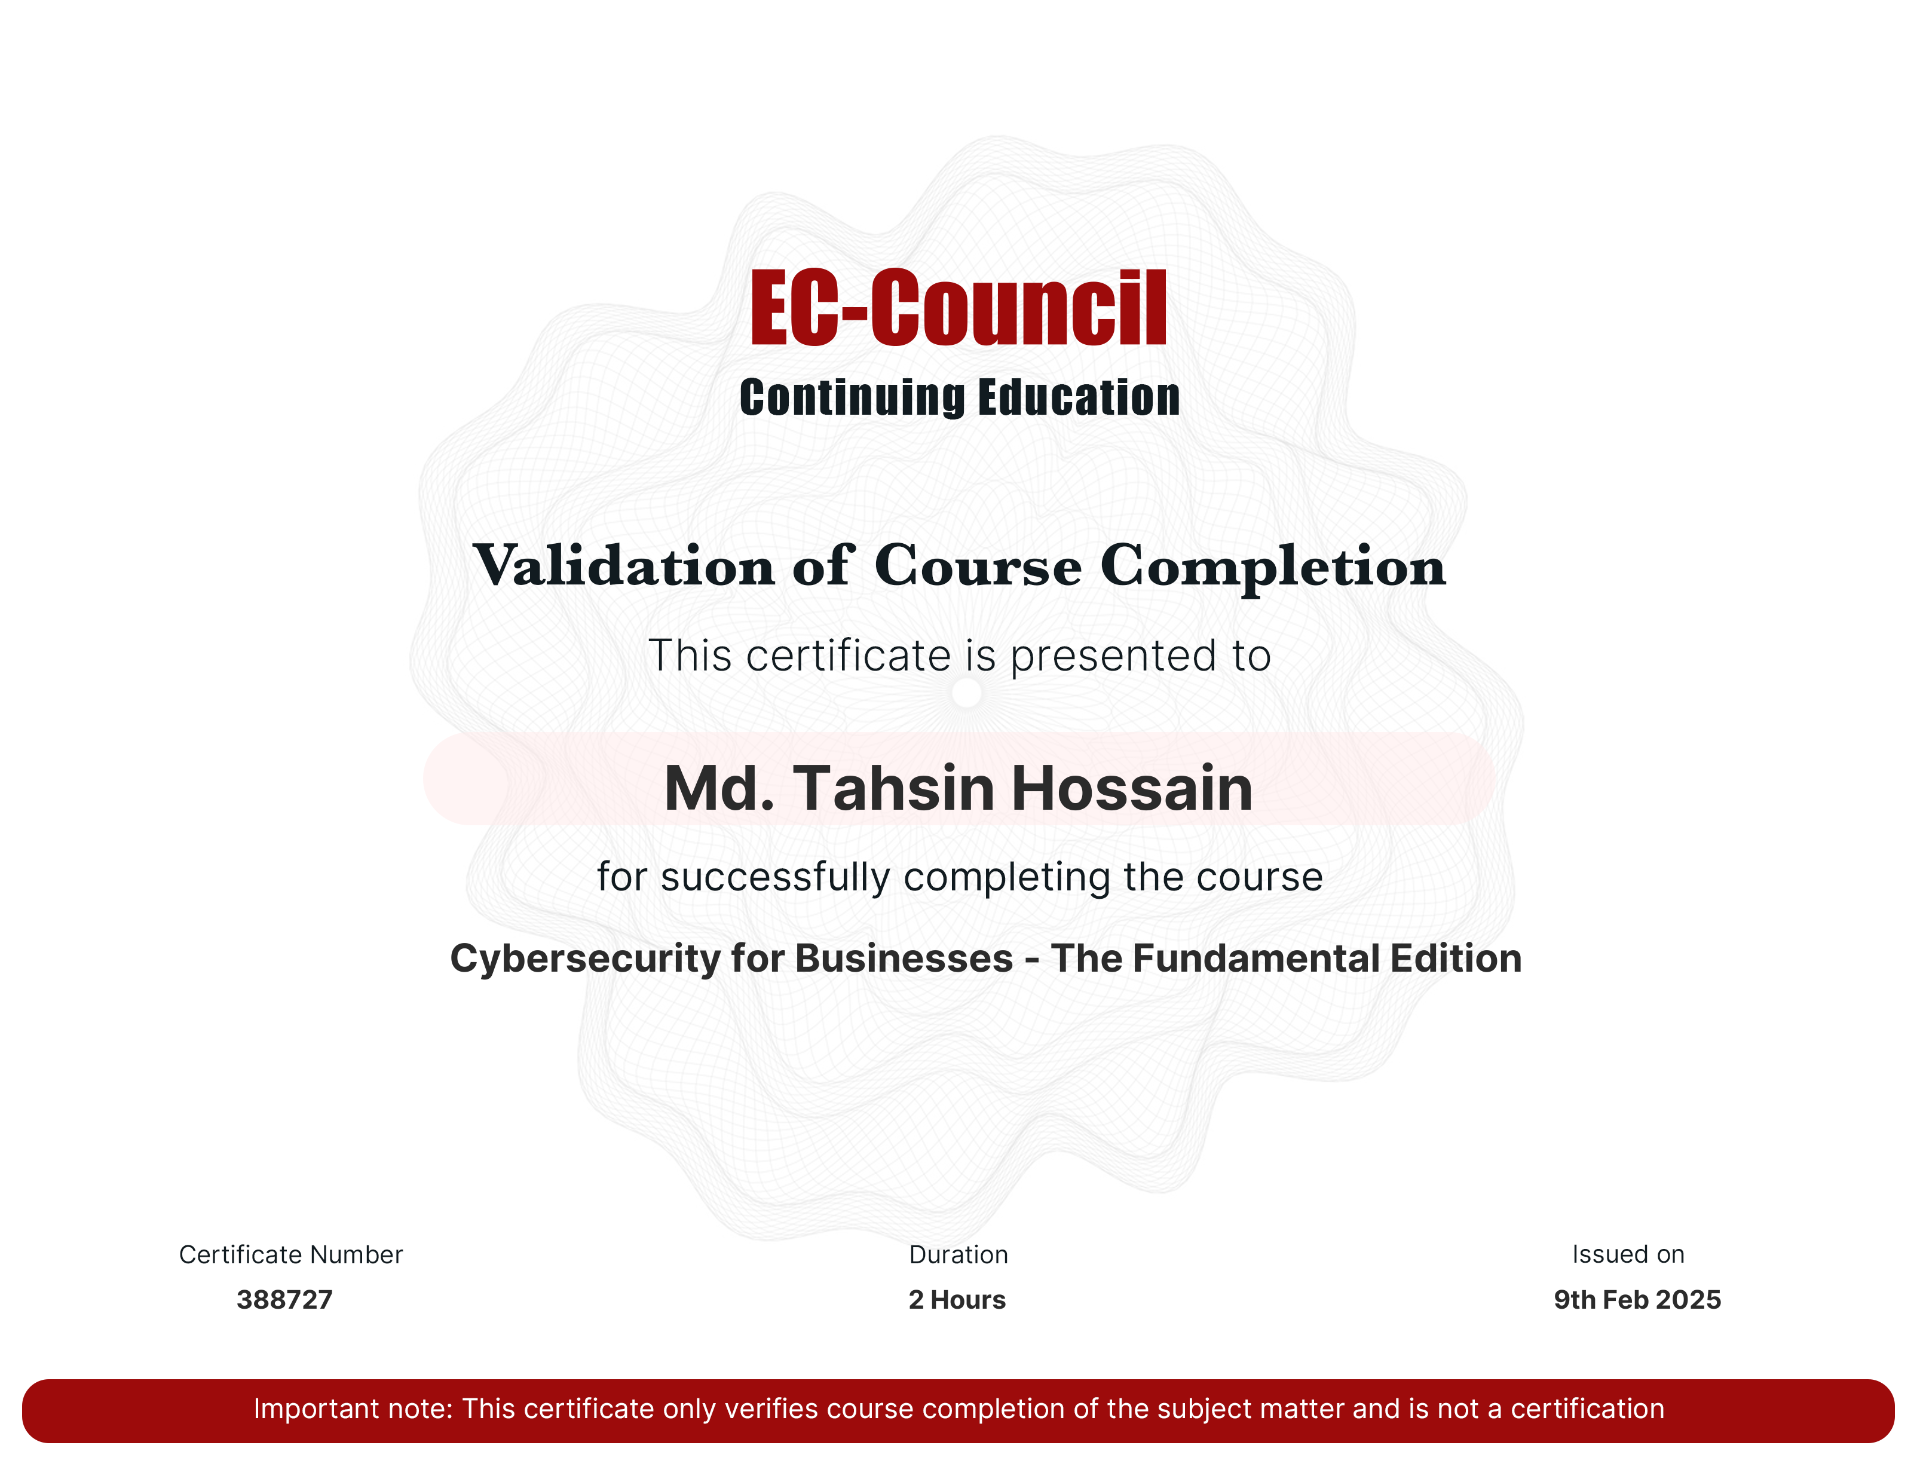 EC-Council
Continuing Education
Validation of Course Completion
This certificate is presented to
Md. Tahsin Hossain
for successfully completing the course
Cybersecurity for Businesses - The Fundamental Edition
Certificate Number
388727
Duration
2 Hours
Issued on
9th Feb 2025
Important note: This certificate only verifies course completion of the subject matter and is not a certification